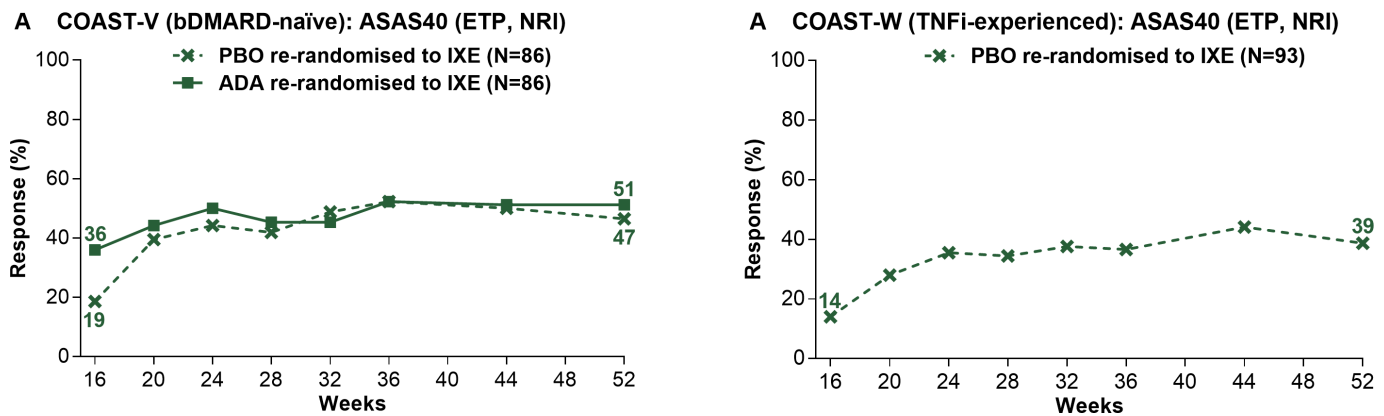 A COAST-V (bDMARD-naïve): ASAS40 (ETP, NRI)
PBO re-randomised to IXE (N=86)
ADA re-randomised to IXE (N=86)
Response (%)
100
80
60
40
20
0
36
19
51
47
16 20 24 28 32 36 40 44 48 52
Weeks
A COAST-W (TNFi-experienced): ASAS40 (ETP, NRI)
PBO re-randomised to IXE (N=93)
Response (%)
100
80
60
40
20
0
14
39
16 20 24 28 32 36 40 44 48 52
Weeks